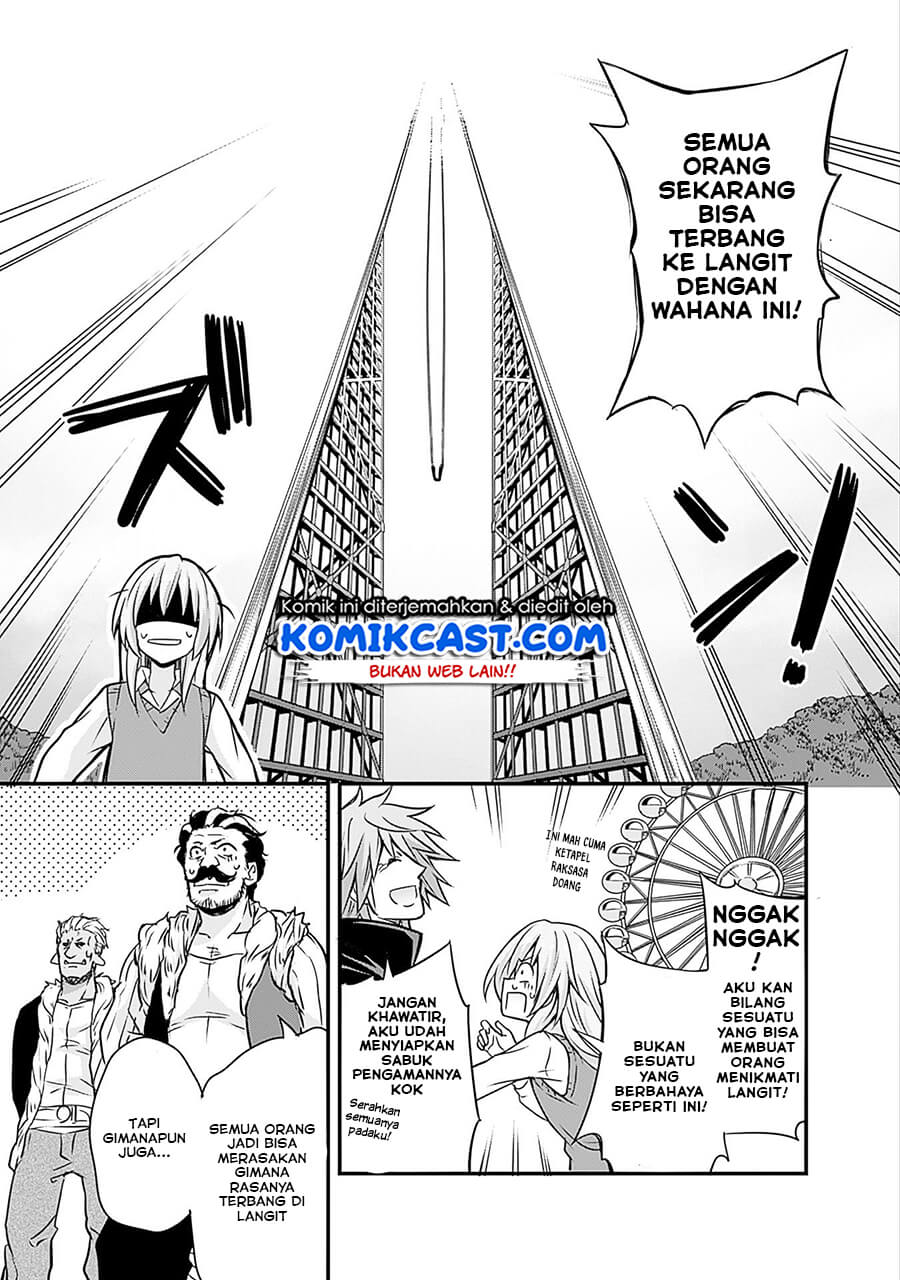 SEMUA
ORANG
SEKARANG
BISA
TERBANG
KE LANGIT
DENGAN
WAHANA INI!
ズ
ン!
Komik ini diterjemahkan & diedit oleh
KOMIKCAST.COM
BUKAN WEB LAIN!!
NGGAK
NGGAK
!
AKU KAN
BILANG
SESUATU
YANG BISA
MEMBUAT
ORANG
MENIKMATI
LANGIT!
BUKAN
SESUATU
YANG
BERBAHAYA
SEPERTI INI!
INI MAH CUMA
KETAPEL
RAKSASA
DOANG
JANGAN
KHAWATIR,
AKU UDAH
MENYIAPKAN
SABUK
PENGAMANNYA
KOK
Serahkan
semuanya
padaku!
SEMUA ORANG
JADI BISA
MERASAKAN
GIMANA
RASANYA
TERBANG DI
LANGIT
TAPI
GIMANAPUN
JUGA...